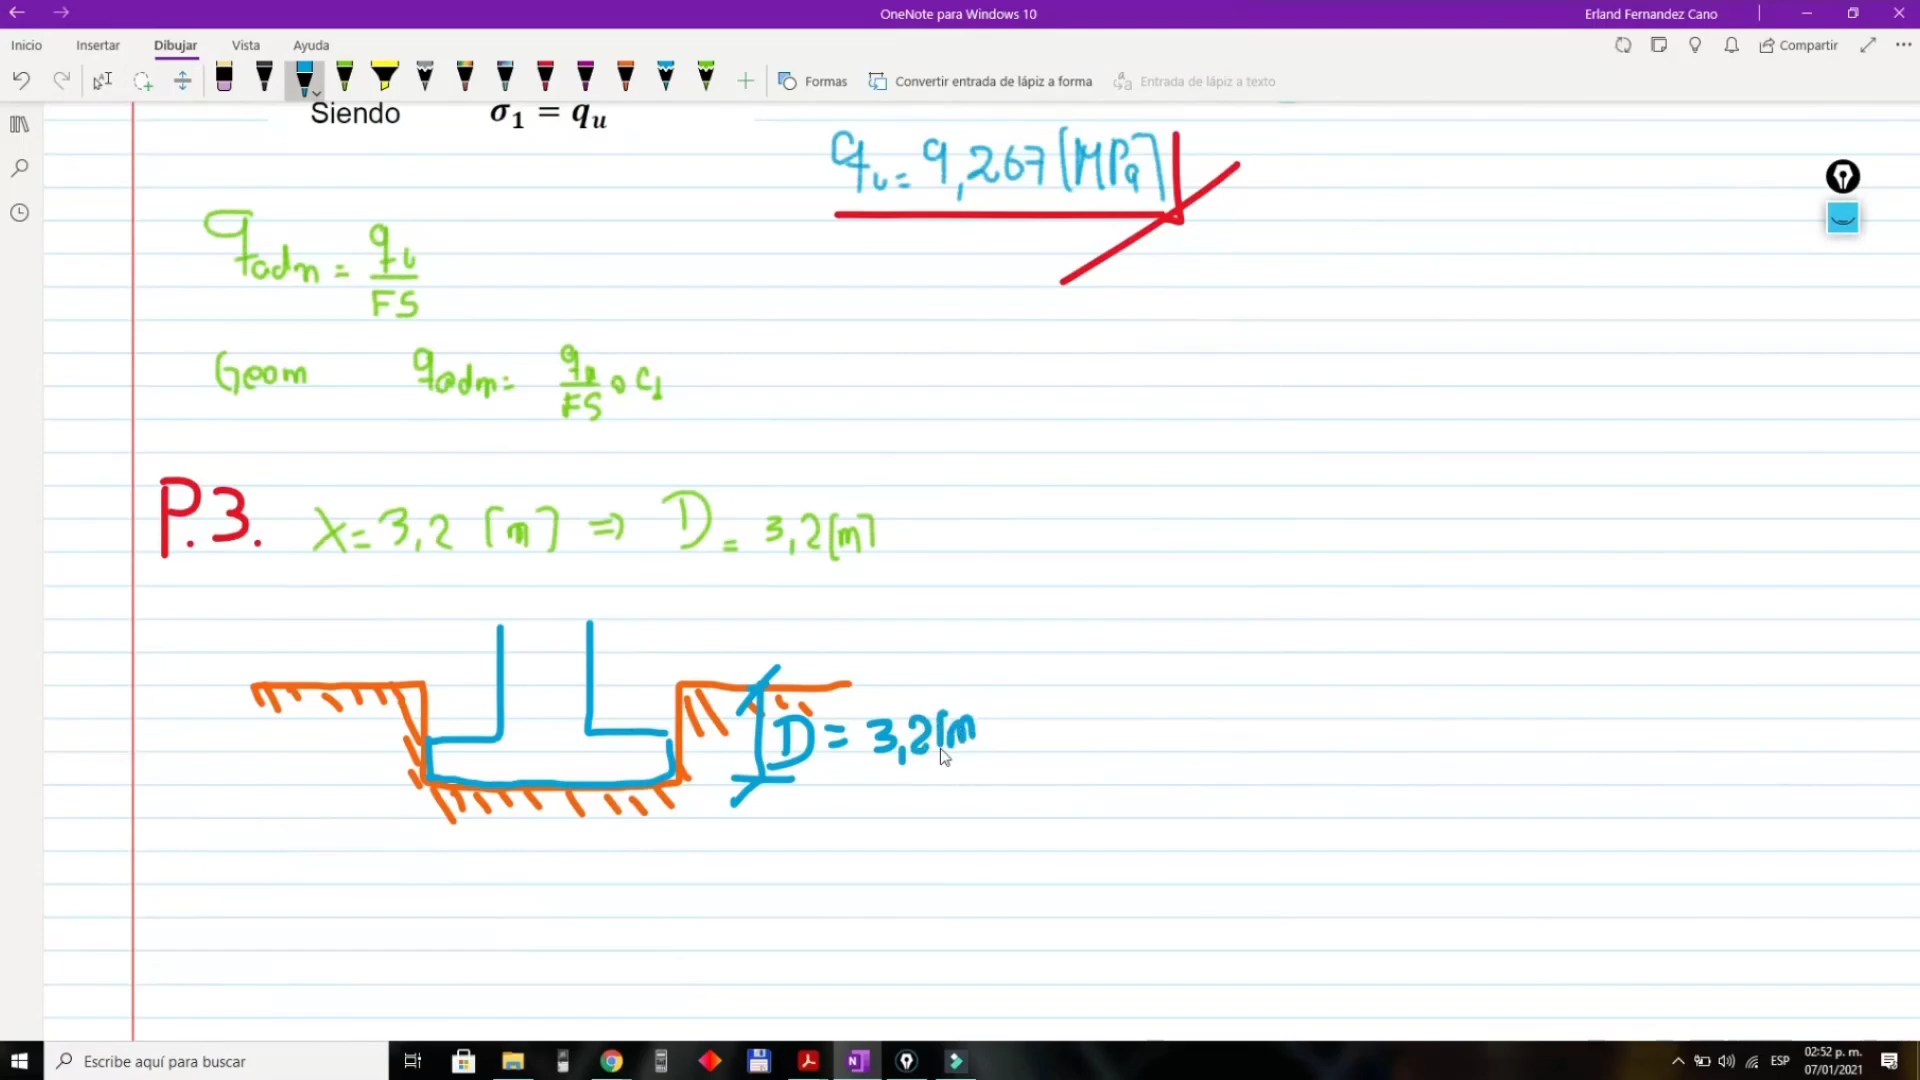 OneNote para Windows 10
Erland Fernandez Cano
Inicio Insertar Dibujar Vista Ayuda
Compartir
Formas Convertir entrada de lápiz a forma Entrada de lápiz a texto
Siendo σ₁ = qᵤ
qᵤ = 9,267 [MPa]
qadm = qᵤ / FS
Geom qadm = qᵤ / FS • C₁
P.3. X = 3,2 [m] ⇒ D = 3,2 [m]
D = 3,2 [m
Escribe aquí para buscar
ESP
02:52 p. m.
07/01/2021